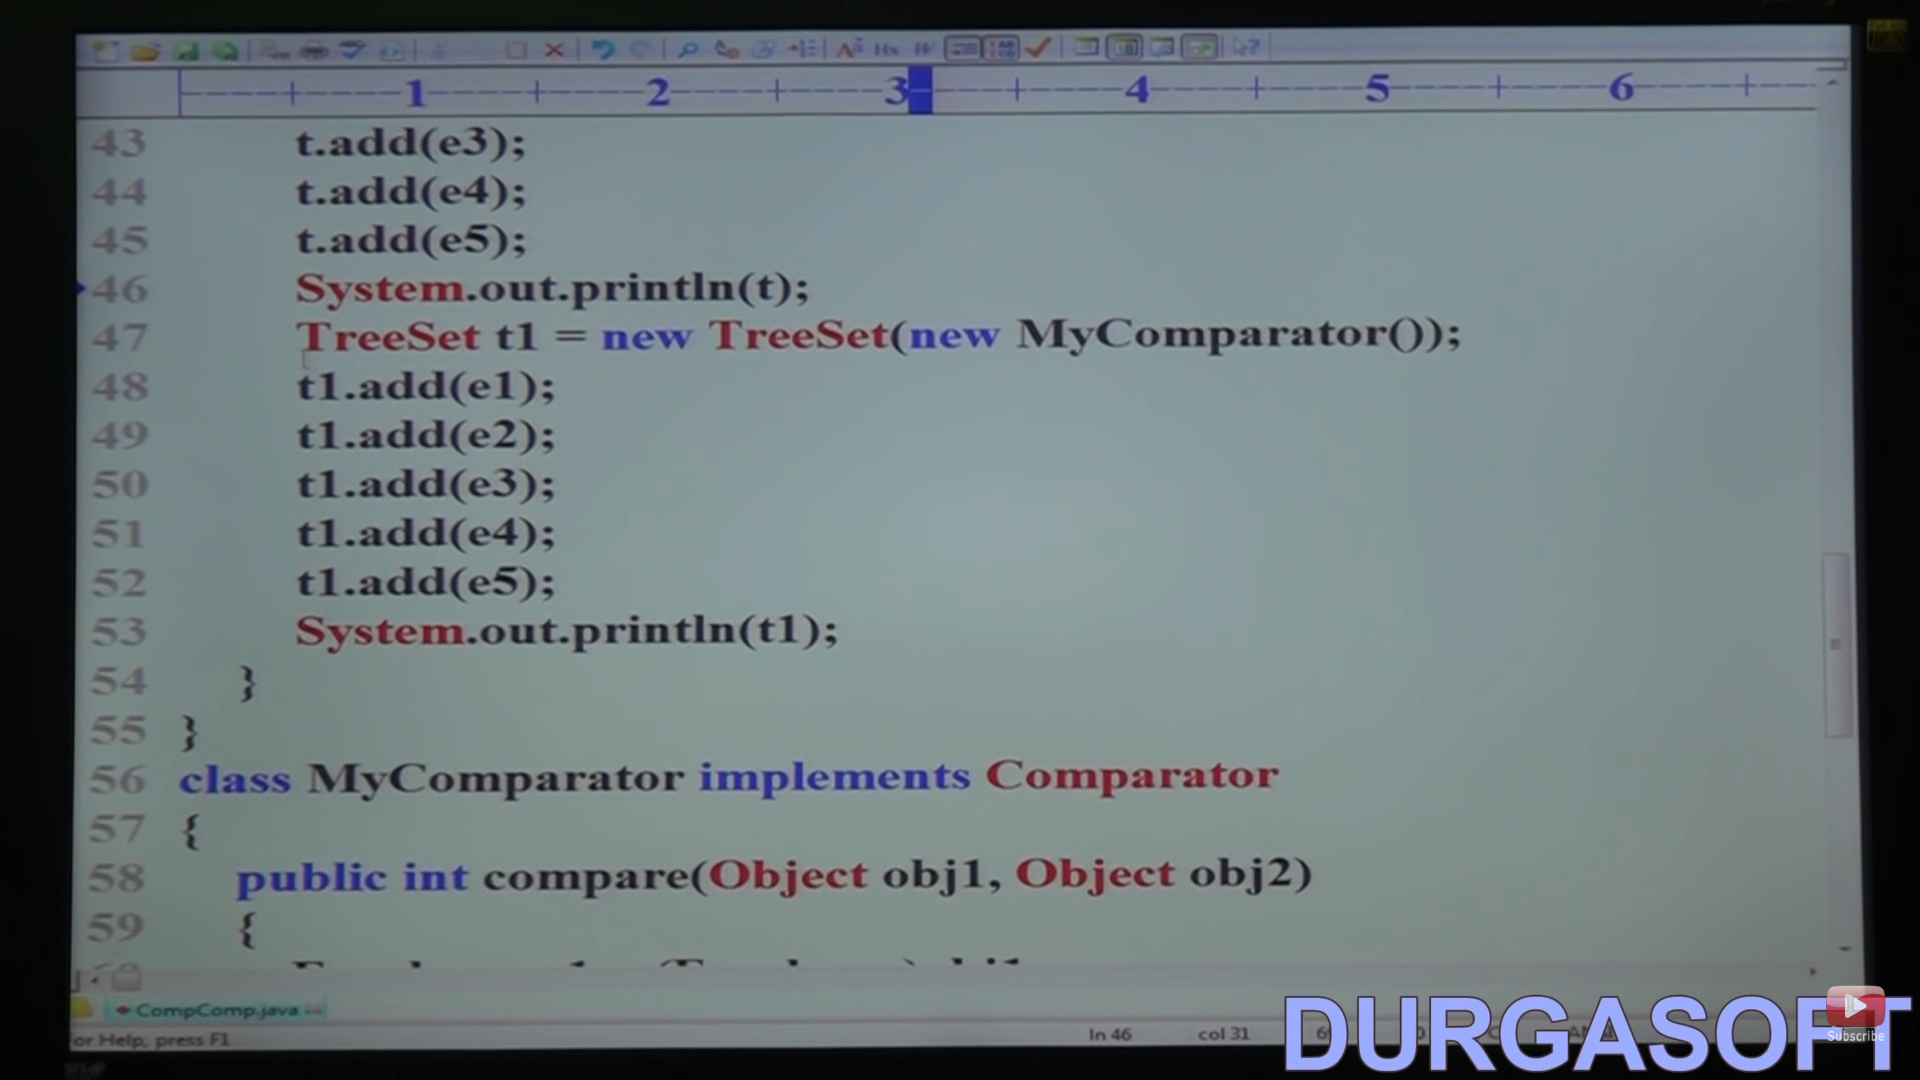 1 2 3 4 5 6
43 t.add(e3);
44 t.add(e4);
45 t.add(e5);
46 System.out.println(t);
47 TreeSet t1 = new TreeSet(new MyComparator());
48 t1.add(e1);
49 t1.add(e2);
50 t1.add(e3);
51 t1.add(e4);
52 t1.add(e5);
53 System.out.println(t1);
54 }
55 }
56 class MyComparator implements Comparator
57 {
58 public int compare(Object obj1, Object obj2)
59 {
CompComp.java
or Help, press F1
ln 46 col 31
DURGASOFT
Subscribe